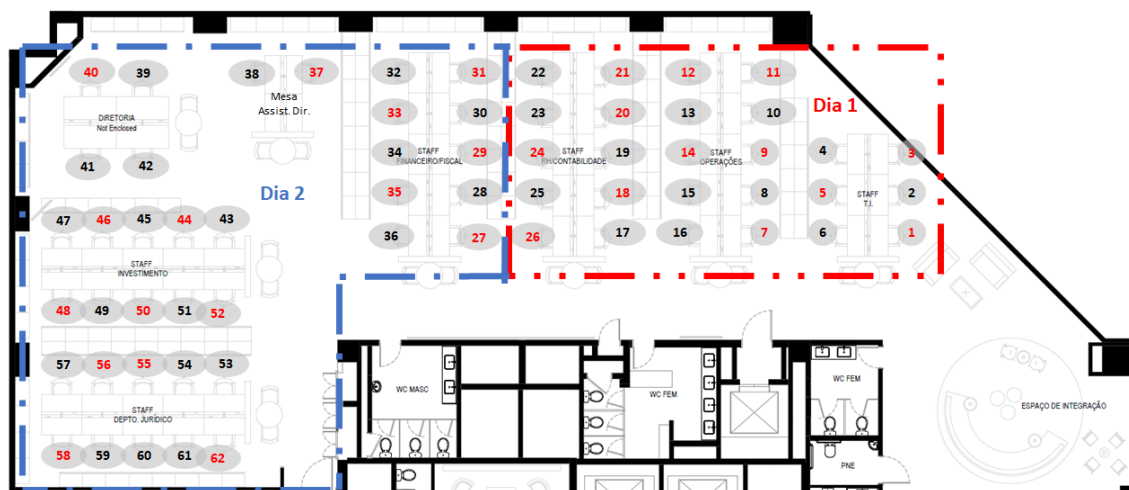 40 39 38 37 32 31 22 21 12 11
Mesa
Assist. Dir.
Dia 1
33 30 23 20 13 10
DIRETORIA
Not Enclosed
41 42
34 29 24 19 14 9 4 3
STAFF
FINANCEIRO/FISCAL
STAFF
RH/CONTABILIDADE
STAFF
OPERAÇÕES
Dia 2
35 28 25 18 15 8 5 2
STAFF
T.I.
47 46 45 44 43 36 27 26 17 16 7 6 1
STAFF
INVESTIMENTO
48 49 50 51 52
57 56 55 54 53
WC MASC
WC FEM
WC FEM
STAFF
DEPTO. JURÍDICO
ESPAÇO DE INTEGRAÇÃO
58 59 60 61 62
PNE